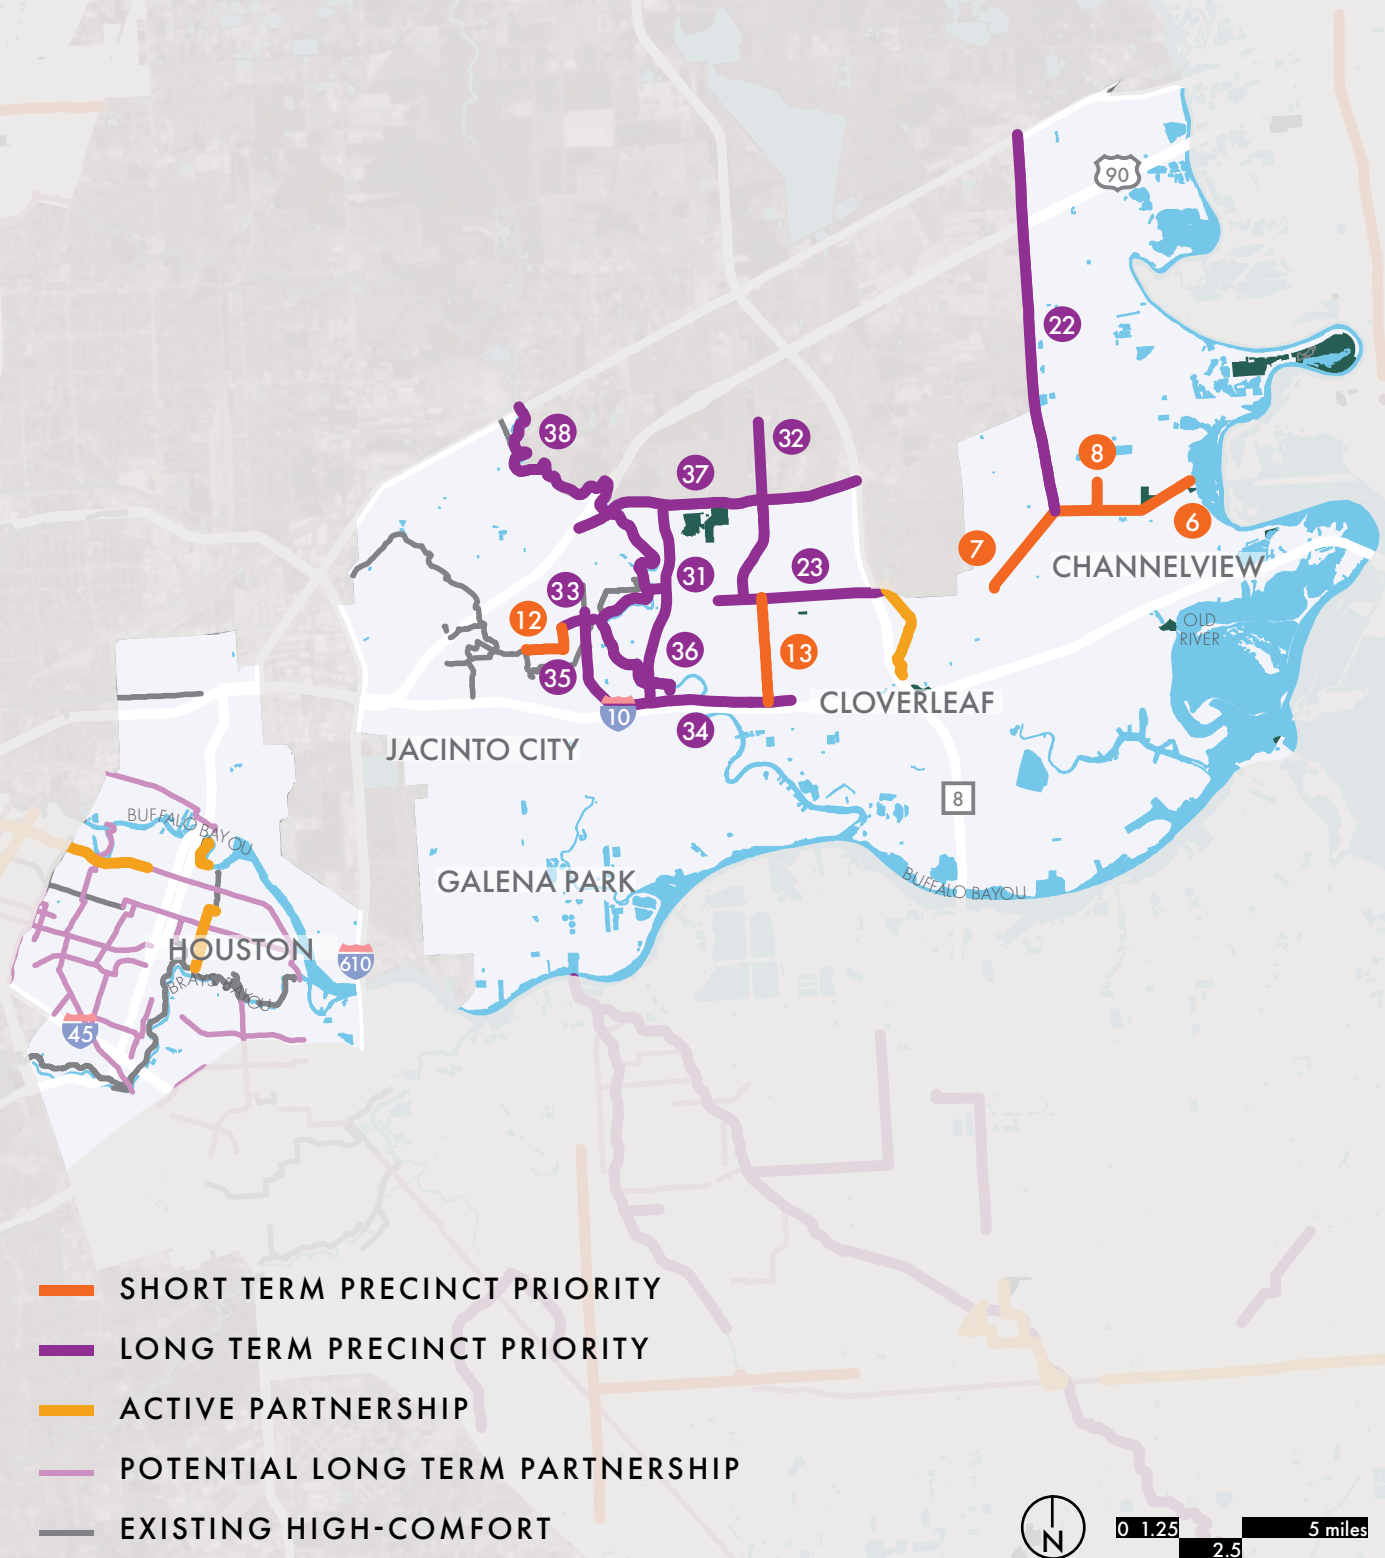 90
22
38
32
37
8
6
7
CHANNELVIEW
31
23
33
12
OLD
RIVER
36
13
35
CLOVERLEAF
10
34
JACINTO CITY
8
BUFFALO BAYOU
GALENA PARK
BUFFALO BAYOU
HOUSTON
610
BRAYS BAYOU
45
SHORT TERM PRECINCT PRIORITY
LONG TERM PRECINCT PRIORITY
ACTIVE PARTNERSHIP
POTENTIAL LONG TERM PARTNERSHIP
EXISTING HIGH-COMFORT
N
0 1.25 5 miles
2.5